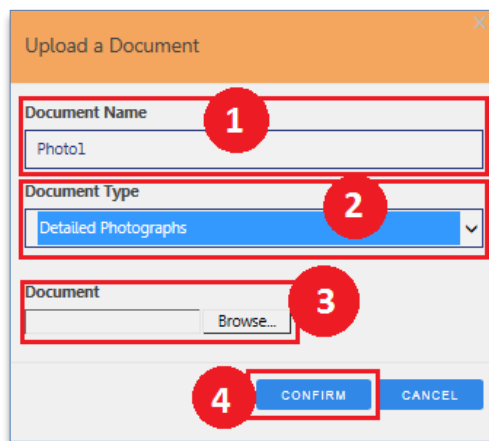 Upload a Document
Document Name
1
Photo1
Document Type
2
Detailed Photographs
Document
3
Browse...
4
CONFIRM
CANCEL